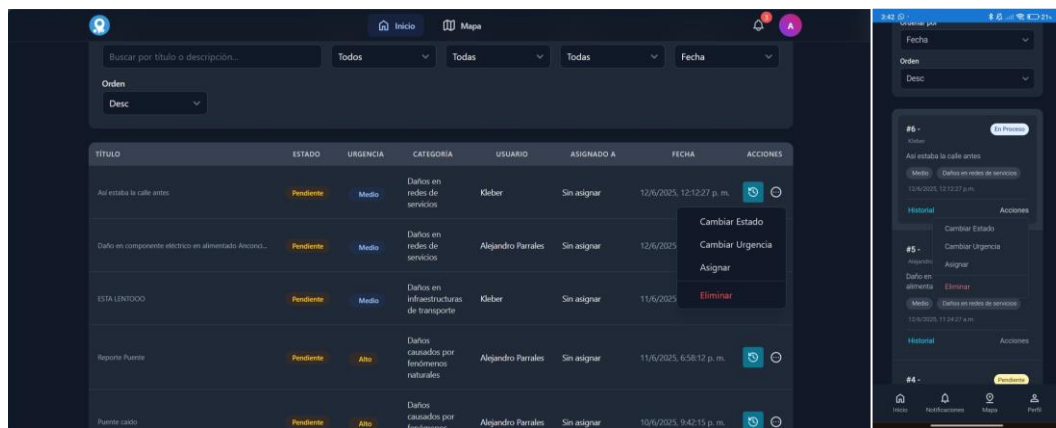 Inicio
Mapa
3
A
Buscar por título o descripción...
Todos
Todas
Todas
Fecha
Orden
Desc
TÍTULO ESTADO URGENCIA CATEGORÍA USUARIO ASIGNADO A FECHA ACCIONES
Así estaba la calle antes Pendiente Medio Daños en redes de servicios Kleber Sin asignar 12/6/2025, 12:12:27 p. m.
Daño en componente eléctrico en alimentado Anconci... Pendiente Medio Daños en redes de servicios Alejandro Parrales Sin asignar 12/6/2025
ESTA LENTOOO Pendiente Medio Daños en infraestructuras de transporte Kleber Sin asignar 11/6/2025
Reporte Puente Pendiente Alto Daños causados por fenómenos naturales Alejandro Parrales Sin asignar 11/6/2025, 6:58:12 p. m.
Puente caido Pendiente Alto Daños causados por fenómenos Alejandro Parrales Sin asignar 10/6/2025, 9:42:15 p. m.
Cambiar Estado
Cambiar Urgencia
Asignar
Eliminar
3:42
Ordenar por
Fecha
Orden
Desc
#6 - En Proceso
Kleber
Así estaba la calle antes
Medio Daños en redes de servicios
12/6/2025, 12:12:27 p.m.
Historial Acciones
Cambiar Estado
Cambiar Urgencia
Asignar
Eliminar
#5 -
Alejandro
Daño en
alimenta
Medio Daños en redes de servicios
12/6/2025, 11:24:27 a.m.
Historial Acciones
#4 - Pendiente
Inicio Notificaciones Mapa Perfil